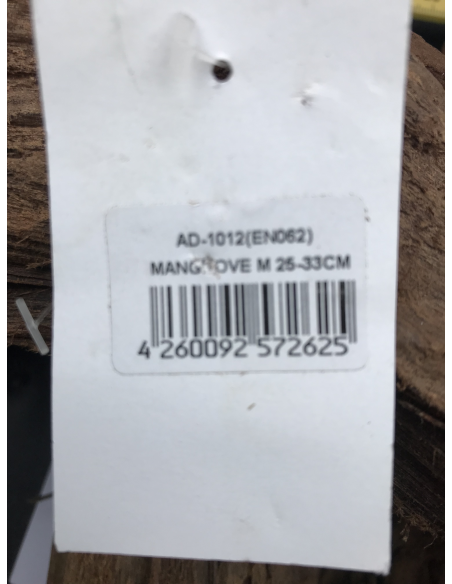 AD-1012(EN062)
MANGROVE M 25-33CM
4 260092 572625